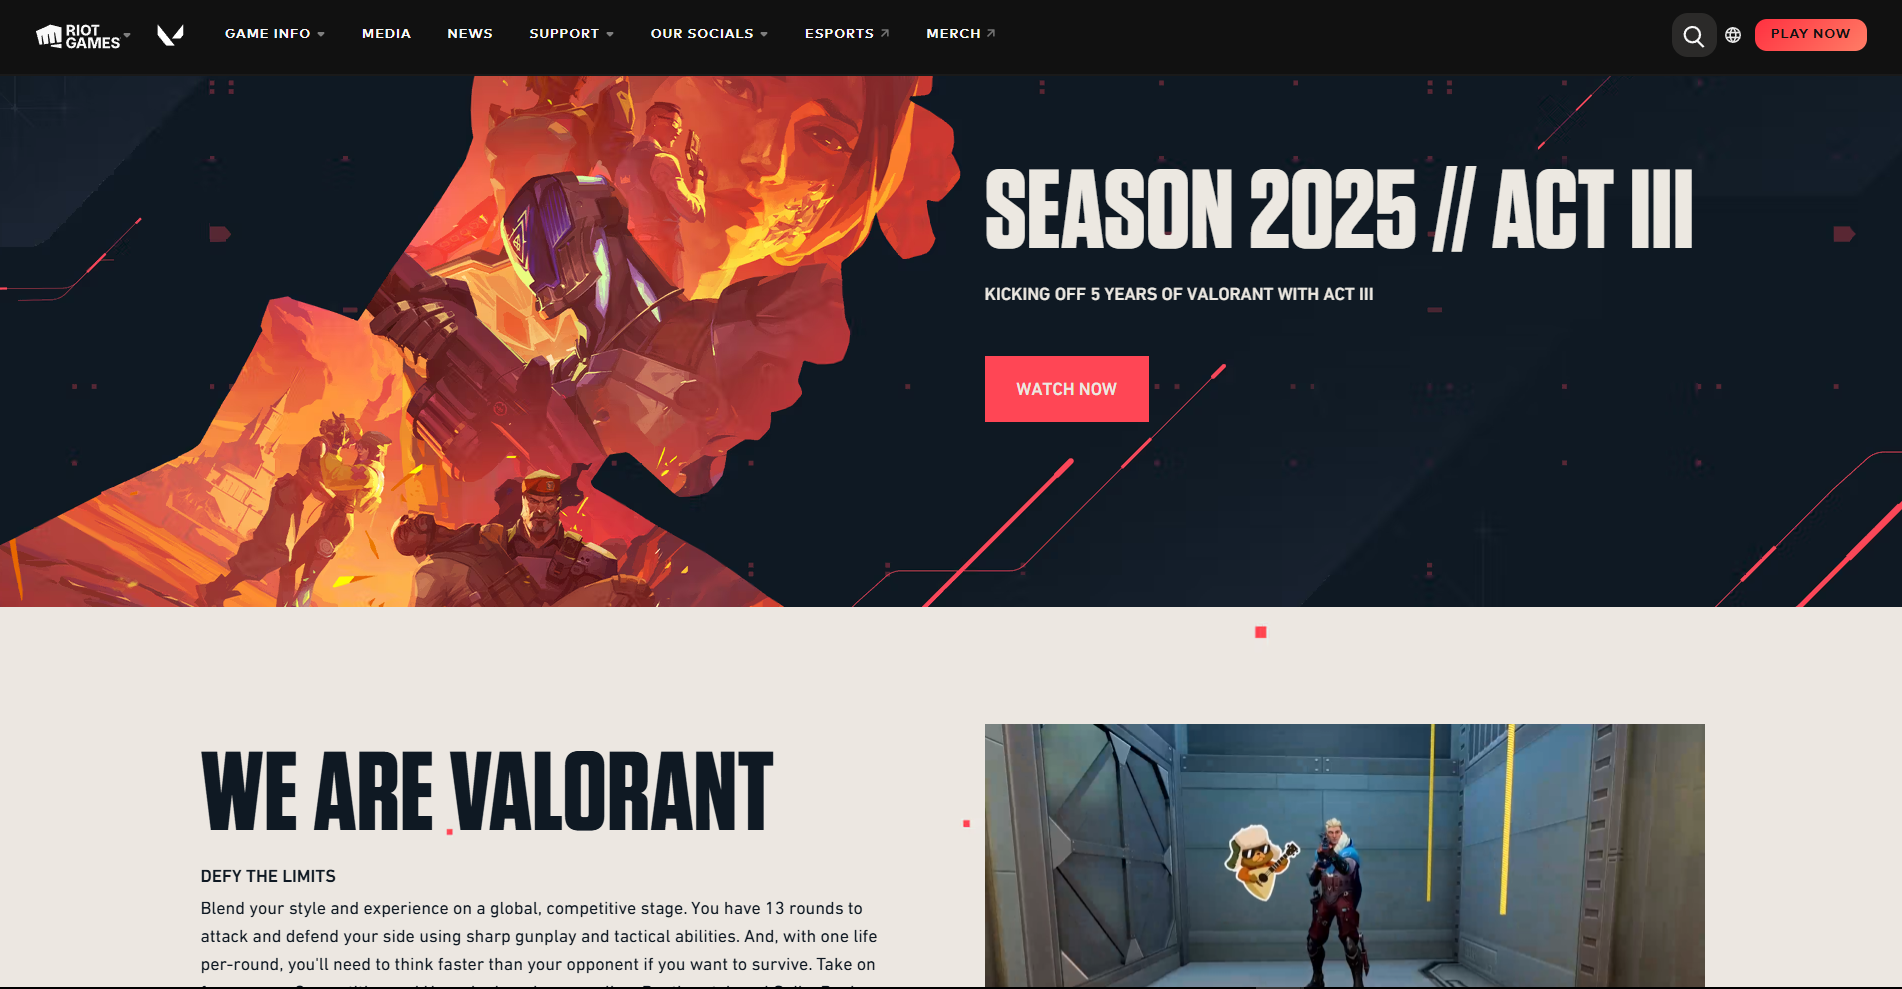 RIOT
GAMES
GAME INFO
MEDIA
NEWS
SUPPORT
OUR SOCIALS
ESPORTS
MERCH
PLAY NOW
SEASON 2025 // ACT III
KICKING OFF 5 YEARS OF VALORANT WITH ACT III
WATCH NOW
WE ARE VALORANT
DEFY THE LIMITS
Blend your style and experience on a global, competitive stage. You have 13 rounds to
attack and defend your side using sharp gunplay and tactical abilities. And, with one life
per-round, you'll need to think faster than your opponent if you want to survive. Take on